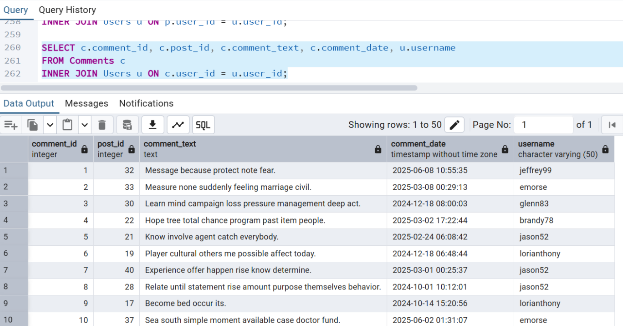 Query Query History
258 INNER JOIN Users u ON p.user_id = u.user_id;
259
260 SELECT c.comment_id, c.post_id, c.comment_text, c.comment_date, u.username
261 FROM Comments c
262 INNER JOIN Users u ON c.user_id = u.user_id;
Data Output Messages Notifications
SQL Showing rows: 1 to 50 Page No: 1 of 1
comment_id post_id comment_text comment_date username
integer integer text timestamp without time zone character varying (50)
1 1 32 Message because protect note fear. 2025-06-08 10:55:35 jeffrey99
2 2 33 Measure none suddenly feeling marriage civil. 2025-03-08 00:29:13 emorse
3 3 30 Learn mind campaign loss pressure management deep act. 2024-12-18 08:00:03 glenn83
4 4 22 Hope tree total chance program past item people. 2025-03-02 17:22:44 brandy78
5 5 21 Know involve agent catch everybody. 2025-02-24 06:08:42 jason52
6 6 19 Player cultural others me possible affect today. 2024-12-18 06:48:44 lorianthony
7 7 40 Experience offer happen rise know determine. 2025-03-01 00:25:37 jason52
8 8 28 Relate until statement rise amount purpose themselves behavior. 2024-10-01 10:12:01 jason52
9 9 17 Become bed occur its. 2024-10-14 15:20:56 lorianthony
10 10 37 Sea south simple moment available case doctor fund. 2025-06-02 01:31:07 emorse